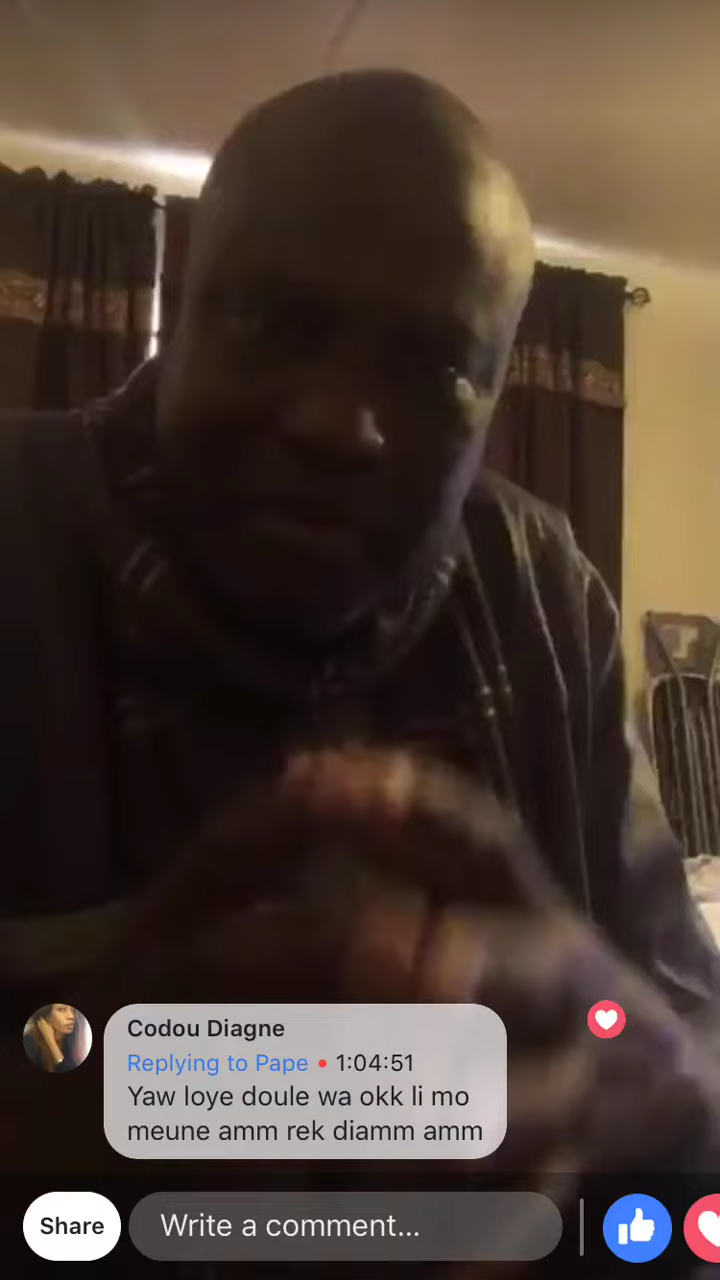 Codou Diagne
Replying to Pape • 1:04:51
Yaw loye doule wa okk li mo
meune amm rek diamm amm
Share
Write a comment...